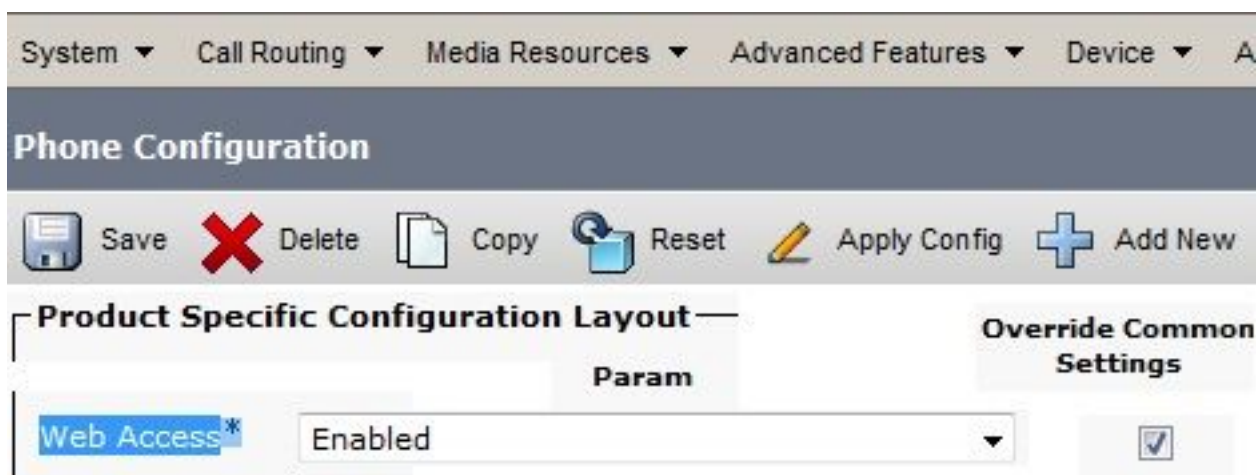 System Call Routing Media Resources Advanced Features Device
Phone Configuration
Save Delete Copy Reset Apply Config Add New
Product Specific Configuration Layout
Override Common
Settings
Param
Web Access* Enabled